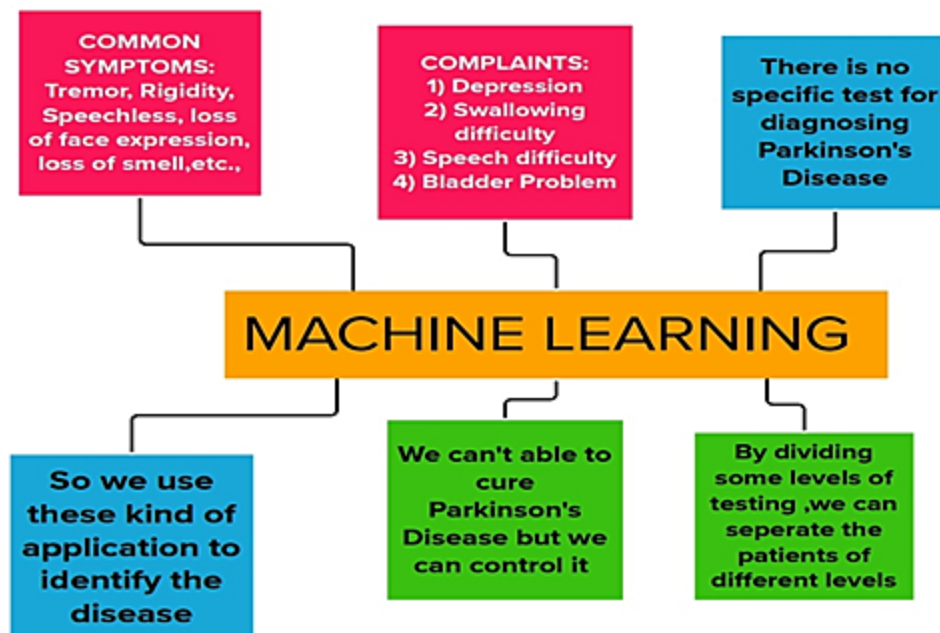 COMMON
SYMPTOMS:
Tremor, Rigidity,
Speechless, loss
of face expression,
loss of smell,etc.,
COMPLAINTS:
1) Depression
2) Swallowing
difficulty
3) Speech difficulty
4) Bladder Problem
There is no
specific test for
diagnosing
Parkinson's
Disease
MACHINE LEARNING
So we use
these kind of
application to
identify the
disease
We can't able to
cure
Parkinson's
Disease but we
can control it
By dividing
some levels of
testing ,we can
seperate the
patients of
different levels